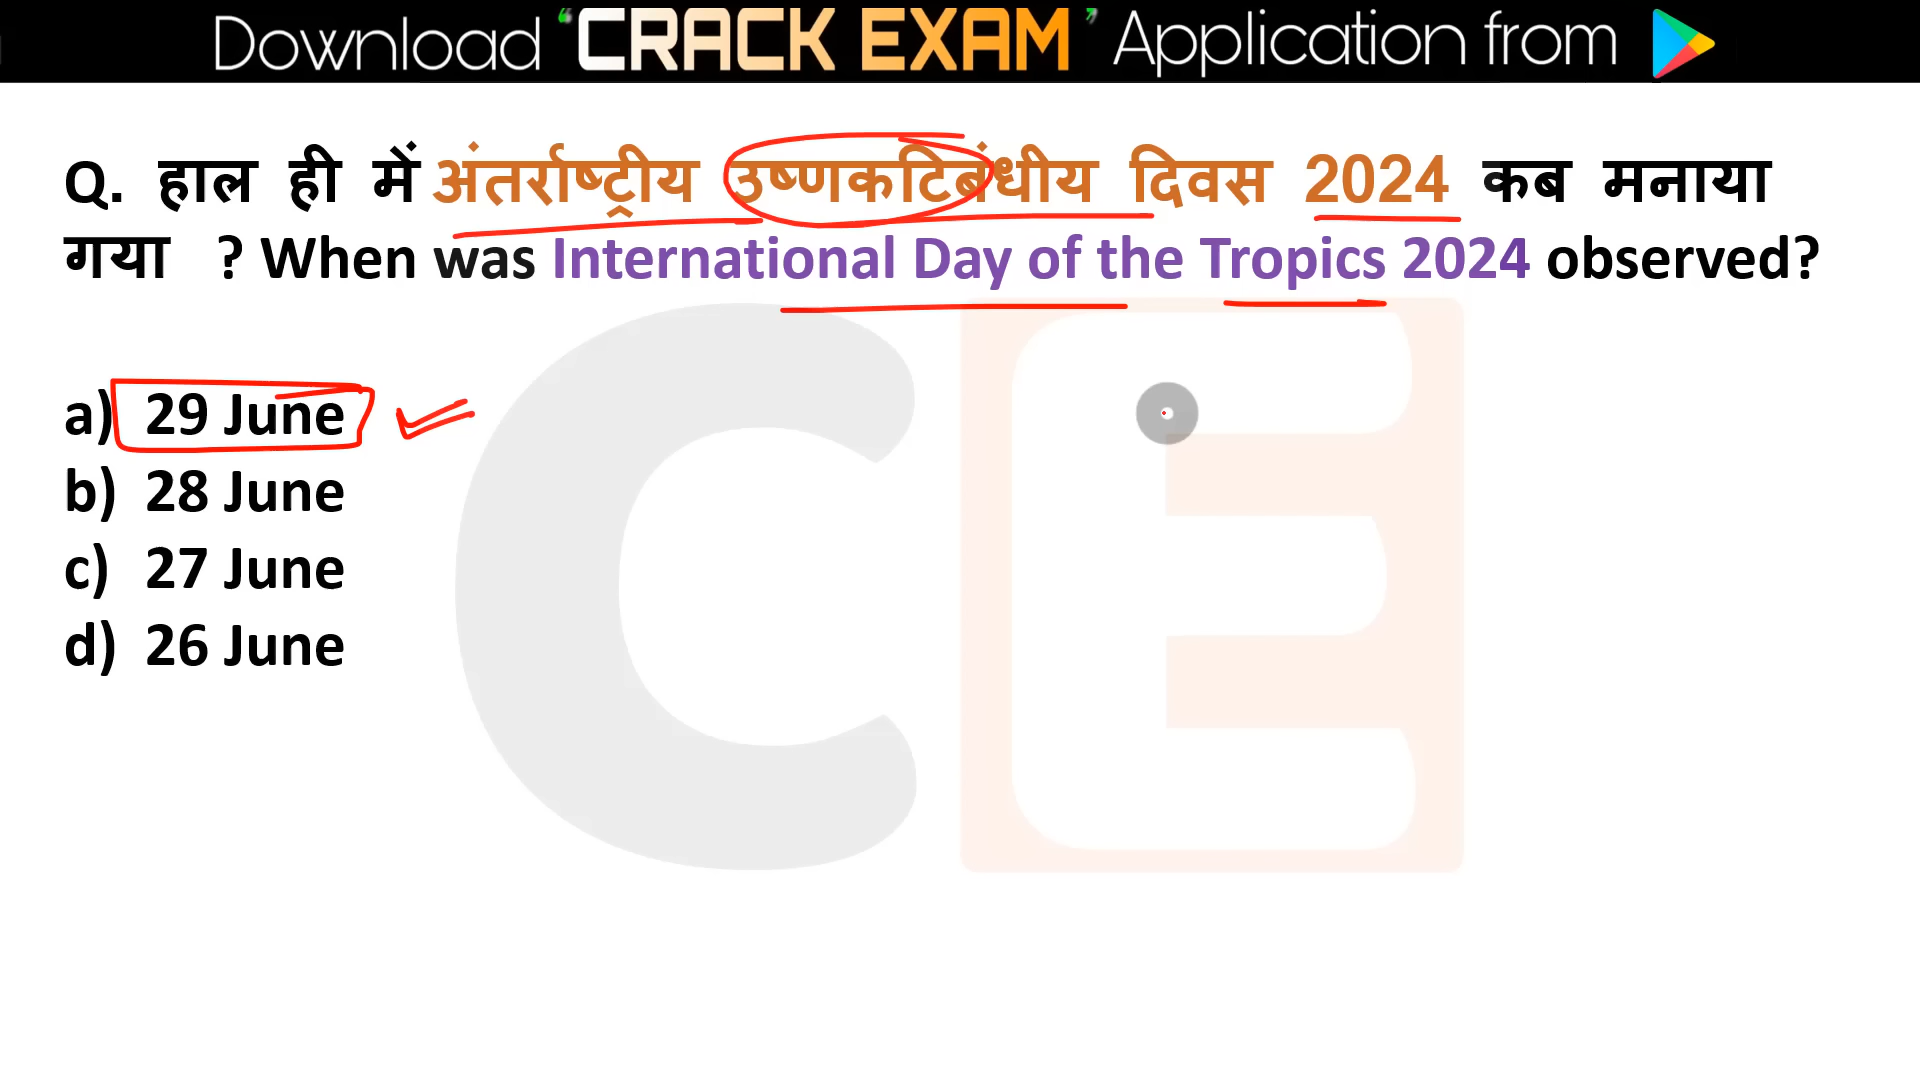 Download 'CRACK EXAM' Application from
Q. हाल ही में अंतर्राष्ट्रीय उष्णकटिबंधीय दिवस 2024 कब मनाया
गया ? When was International Day of the Tropics 2024 observed?
a) 29 June
b) 28 June
c) 27 June
d) 26 June
CE